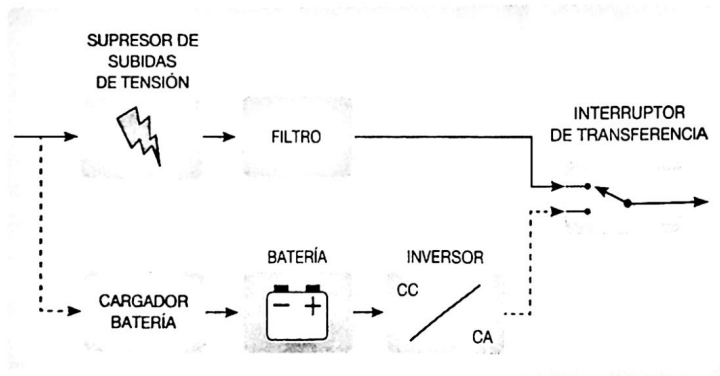 SUPRESOR DE
SUBIDAS
DE TENSIÓN
FILTRO
INTERRUPTOR
DE TRANSFERENCIA
CARGADOR
BATERÍA
BATERÍA
− +
INVERSOR
CC
CA